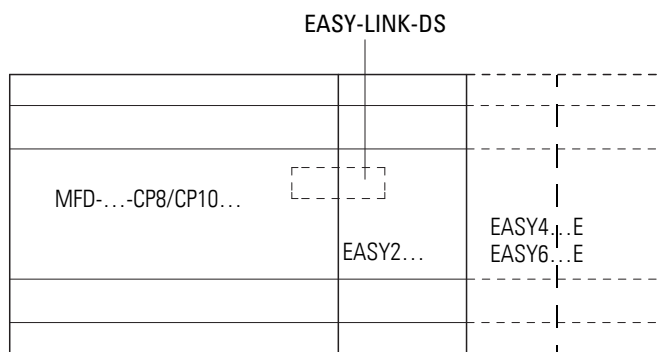 EASY-LINK-DS
MFD-…-CP8/CP10…
EASY2…
EASY4…E
EASY6…E